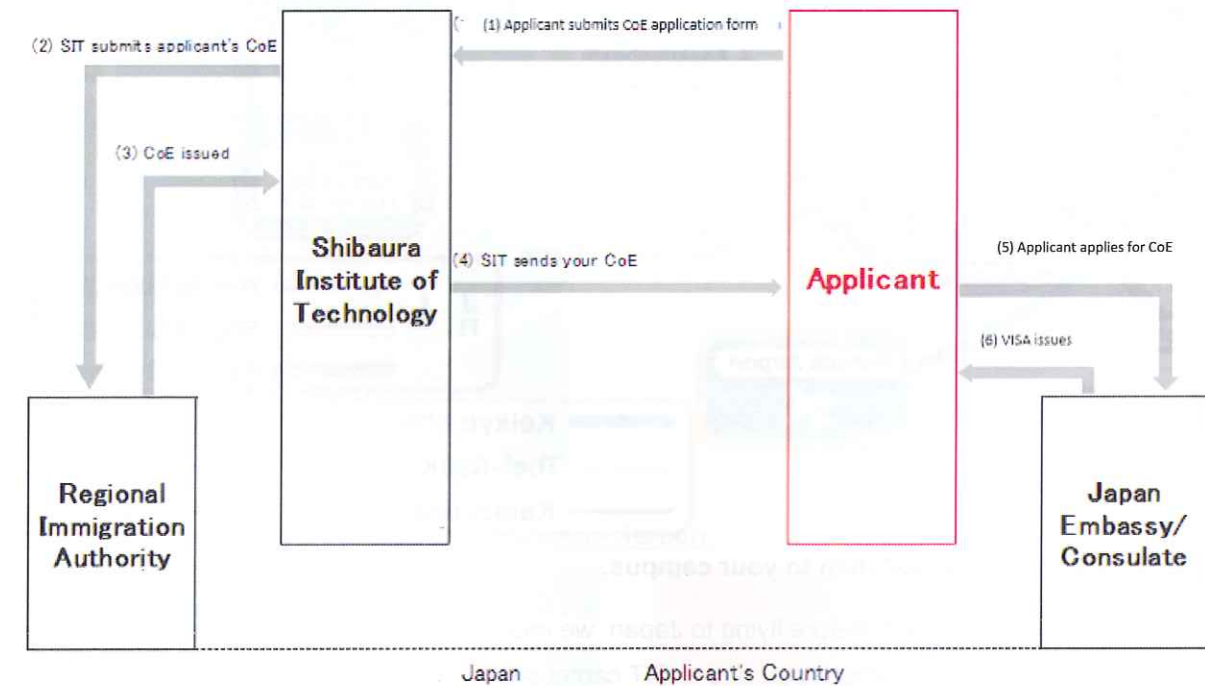 (1) Applicant submits CoE application form
(2) SIT submits applicant's CoE
(3) CoE issued
Shibaura
Institute of
Technology
(4) SIT sends your CoE
Applicant
(5) Applicant applies for CoE
(6) VISA issues
Regional
Immigration
Authority
Japan
Embassy/
Consulate
Japan
Applicant's Country